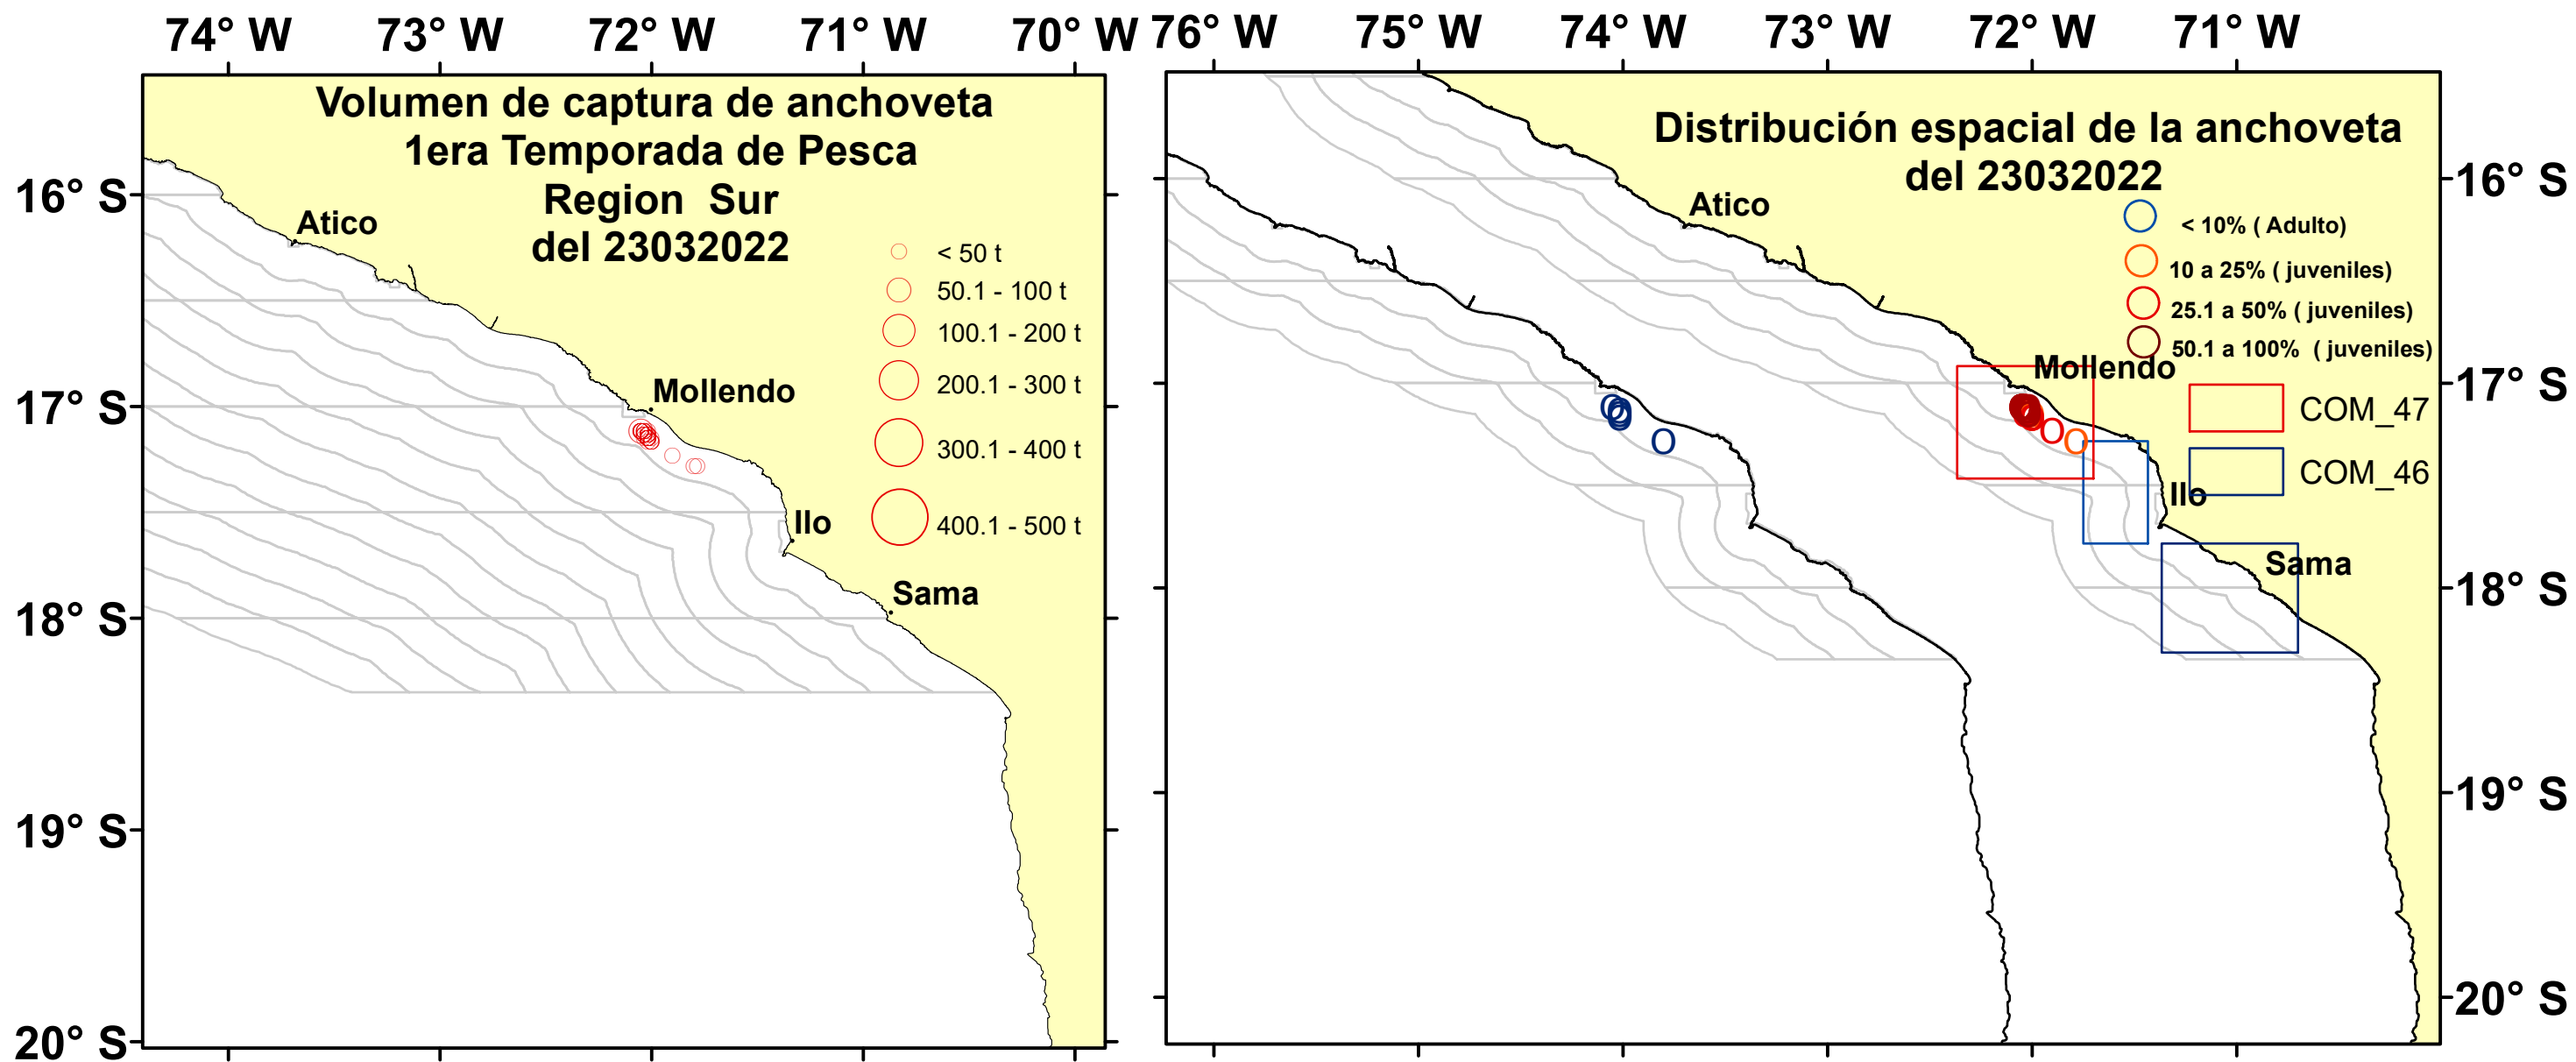 74° W 73° W 72° W 71° W 70° W
Volumen de captura de anchoveta
1era Temporada de Pesca
Region Sur
del 23032022
16° S
17° S
18° S
19° S
20° S
Atico
Mollendo
Ilo
Sama
< 50 t
50.1 - 100 t
100.1 - 200 t
200.1 - 300 t
300.1 - 400 t
400.1 - 500 t
76° W 75° W 74° W 73° W 72° W 71° W
Distribución espacial de la anchoveta
del 23032022
< 10% ( Adulto)
10 a 25% ( juveniles)
25.1 a 50% ( juveniles)
50.1 a 100% ( juveniles)
COM_47
COM_46
Atico
Mollendo
Ilo
Sama
16° S
17° S
18° S
19° S
20° S